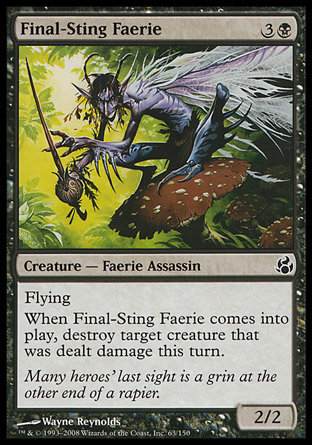 Final-Sting Faerie 3
Creature — Faerie Assassin
Flying
When Final-Sting Faerie comes into
play, destroy target creature that
was dealt damage this turn.
Many heroes' last sight is a grin at the
other end of a rapier.
Wayne Reynolds
™ & © 1993–2008 Wizards of the Coast, Inc. 63/150
2/2